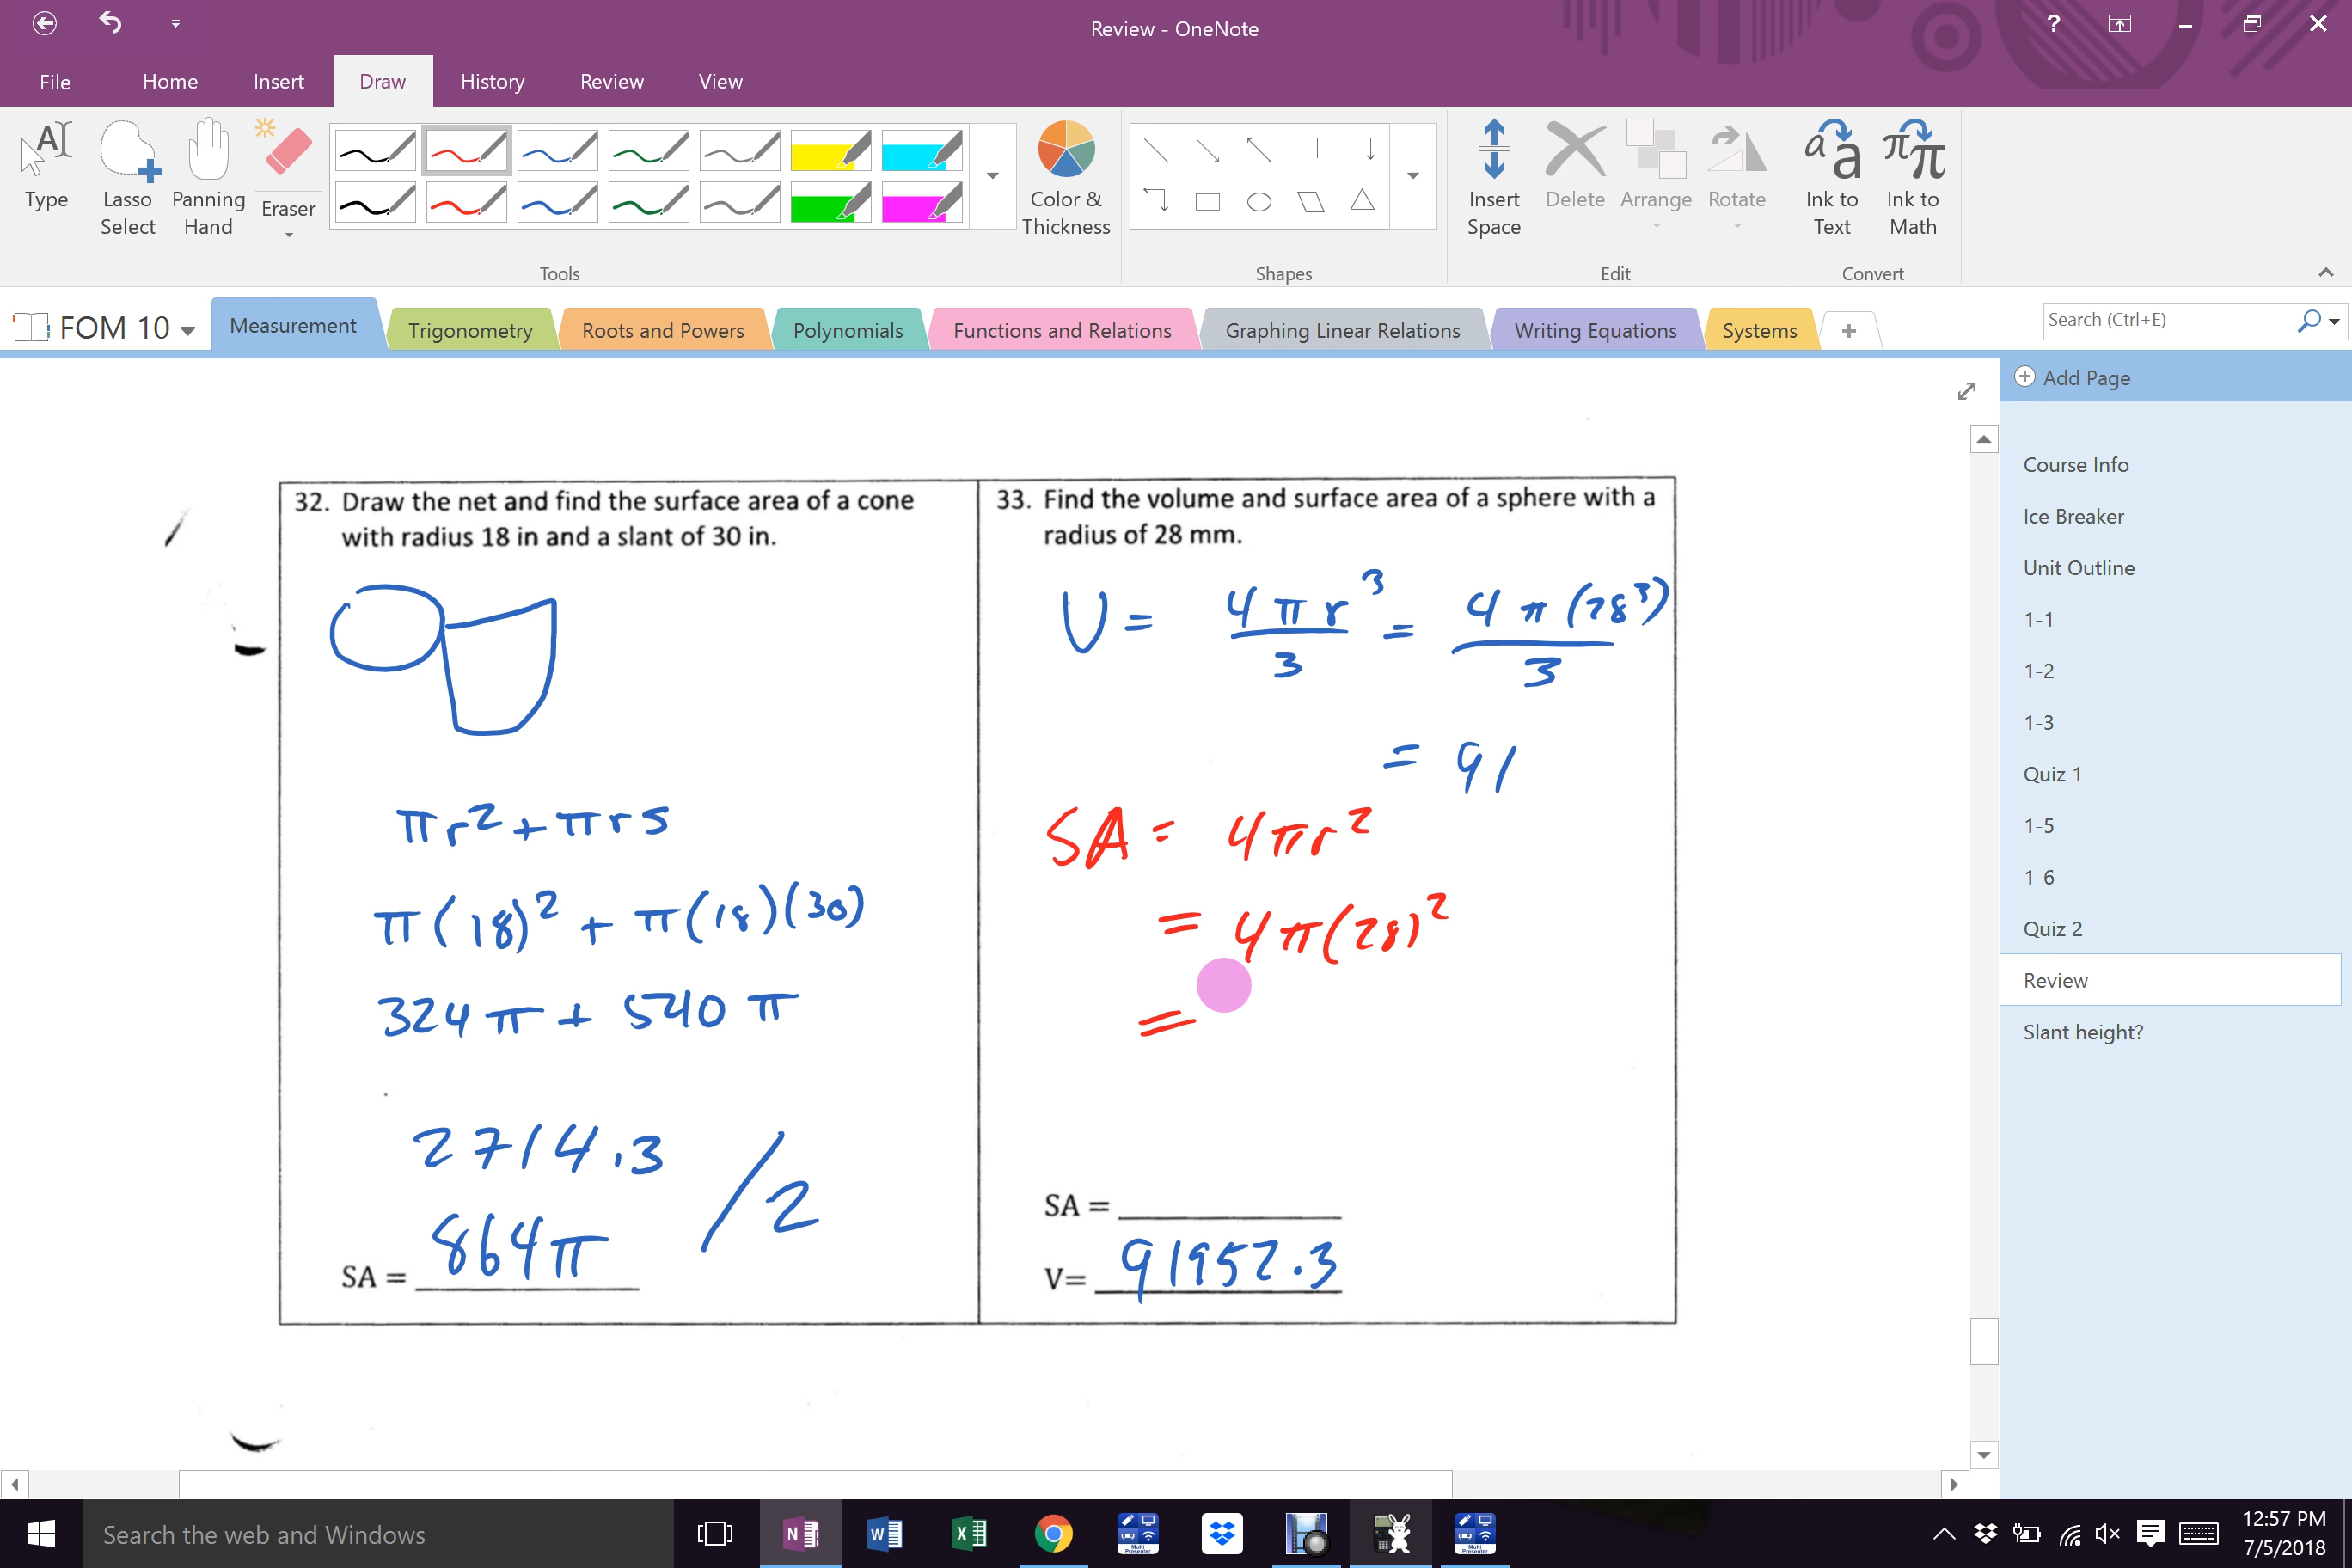 Review - OneNote
File Home Insert Draw History Review View
Type
Lasso Select
Panning Hand
Eraser
Color & Thickness
Insert Space
Delete
Arrange
Rotate
Ink to Text
Ink to Math
Tools
Shapes
Edit
Convert
FOM 10 Measurement Trigonometry Roots and Powers Polynomials Functions and Relations Graphing Linear Relations Writing Equations Systems + Search (Ctrl+E)
Add Page
Course Info
Ice Breaker
Unit Outline
1-1
1-2
1-3
Quiz 1
1-5
1-6
Quiz 2
Review
Slant height?
32. Draw the net and find the surface area of a cone
with radius 18 in and a slant of 30 in.
πr² + πrs
π(18)² + π(18)(30)
324π + 540π
2714.3
/2
864π
SA =
33. Find the volume and surface area of a sphere with a
radius of 28 mm.
V = 4πr³/3 = 4π(28³)/3
= 91
SA = 4πr²
= 4π(28)²
=
SA =
V= 91952.3
Search the web and Windows
12:57 PM
7/5/2018